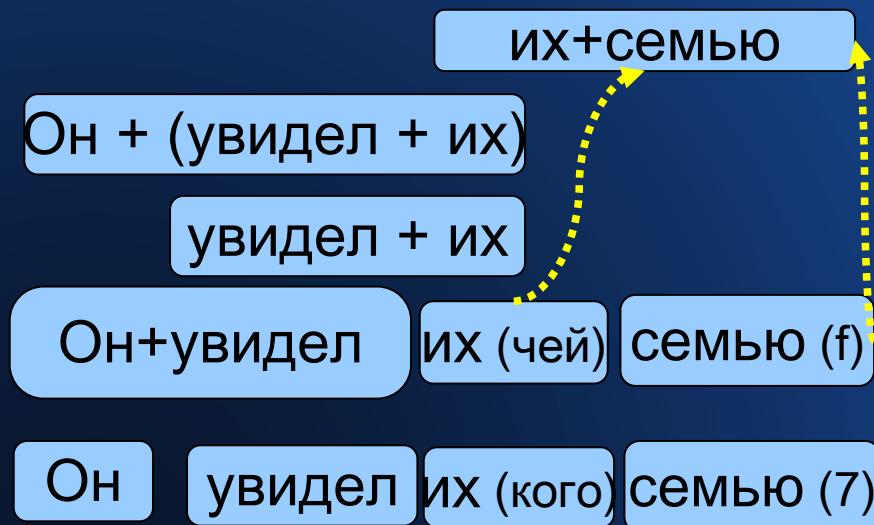 их+семью
Он + (увидел + их)
увидел + их
Он+увидел их (чей) семью (f)
Он увидел их (кого) семью (7)